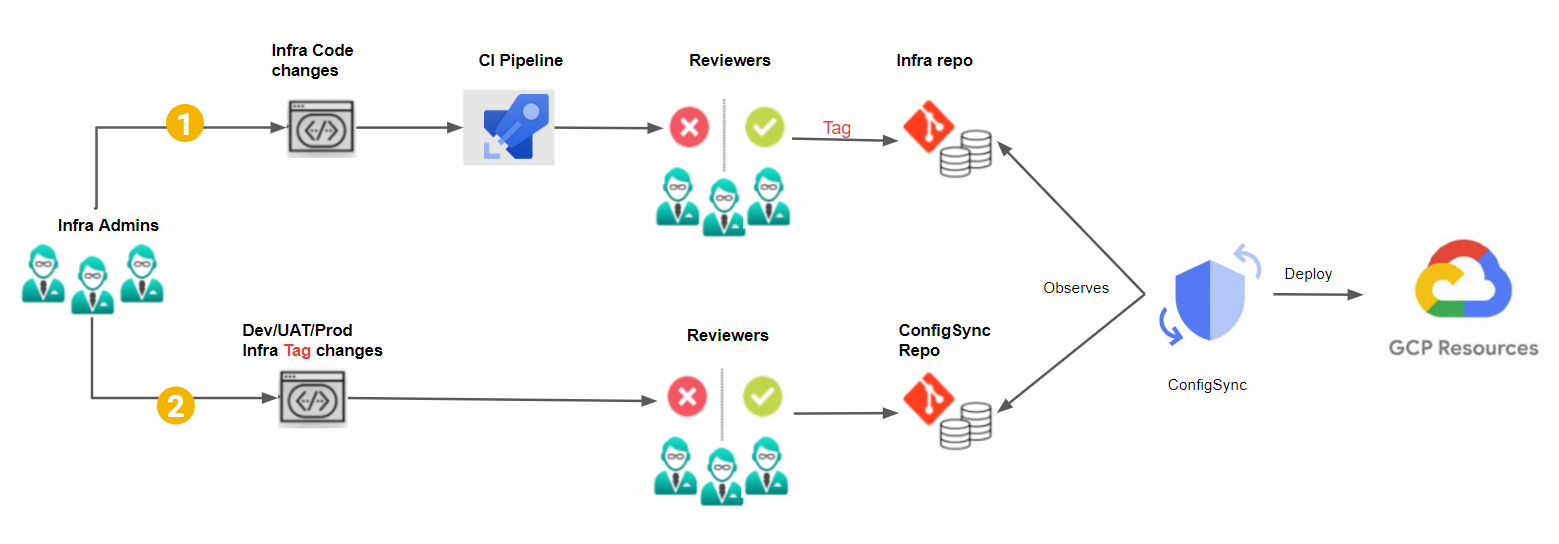 Infra Code
changes
CI Pipeline
Reviewers
Infra repo
1
</>
Tag
Infra Admins
Observes
Deploy
GCP Resources
ConfigSync
Dev/UAT/Prod
Infra Tag changes
Reviewers
ConfigSync
Repo
2
</>